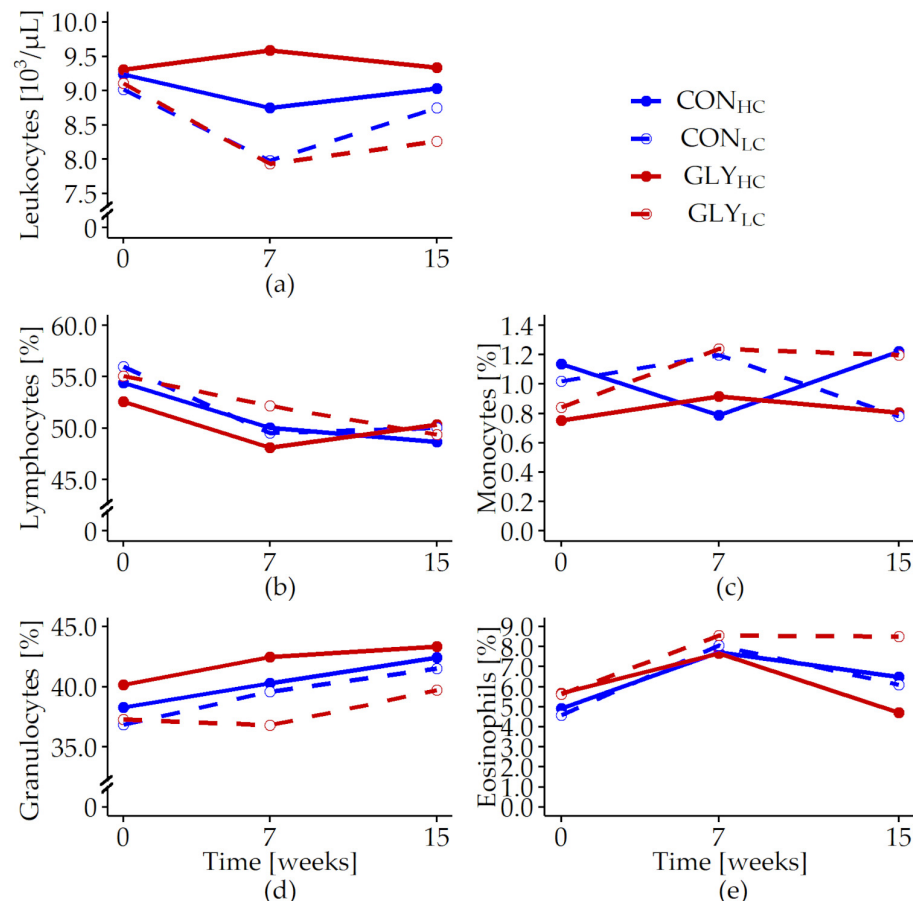 Leukocytes [10³/µL]
10.0
9.5
9.0
8.5
8.0
7.5
0
0 7 15
(a)
CON_HC
CON_LC
GLY_HC
GLY_LC
Lymphocytes [%]
60.0
55.0
50.0
45.0
0
0 7 15
(b)
Monocytes [%]
1.4
1.2
1.0
0.8
0.6
0.4
0.2
0.0
0 7 15
(c)
Granulocytes [%]
45.0
40.0
35.0
0
0 7 15
Time [weeks]
(d)
Eosinophils [%]
9.0
8.0
7.0
6.0
5.0
4.0
3.0
2.0
1.0
0.0
0 7 15
Time [weeks]
(e)